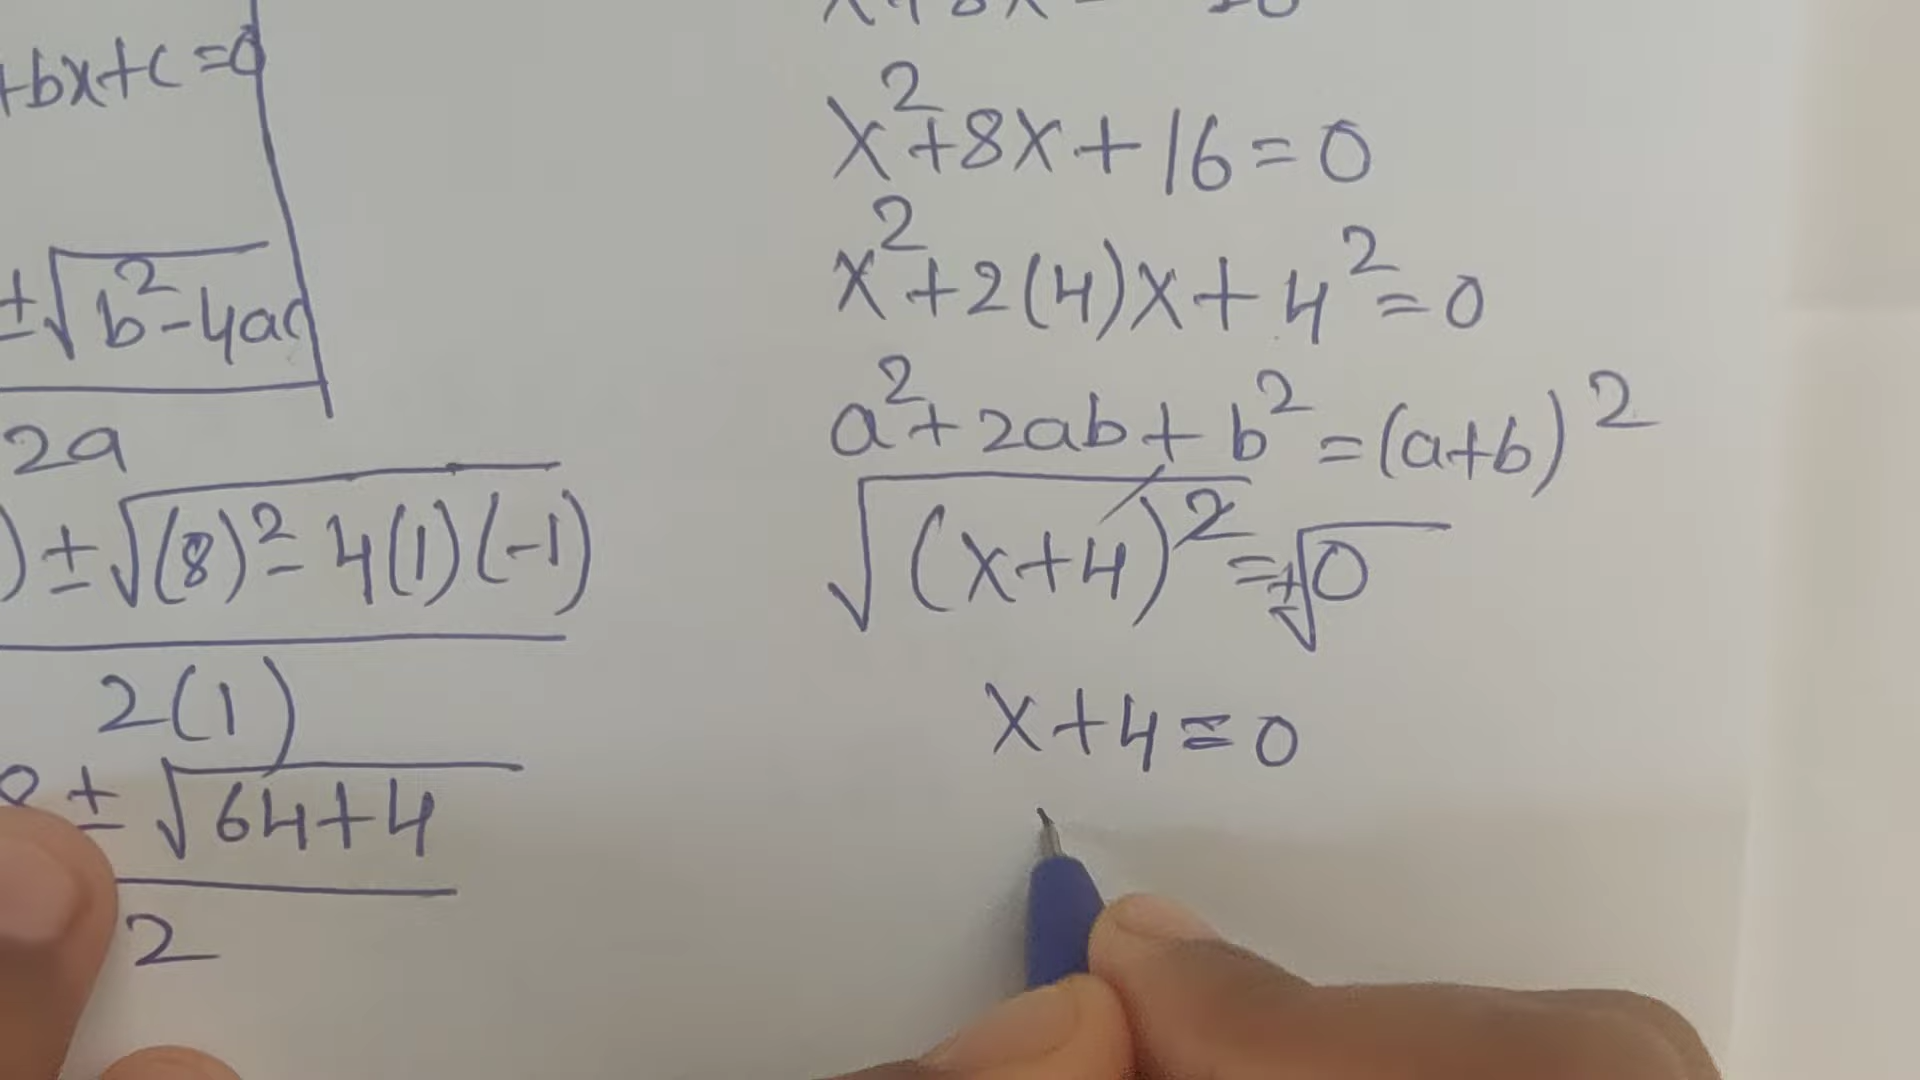 +bx+c=0
±√b²-4ac
2a
)±√(8)²-4(1)(-1)
2(1)
±√64+4
2
x²+8x+16=0
x²+2(4)x+4²=0
a²+2ab+b²=(a+b)²
√(x+4)²=±√0
x+4=0